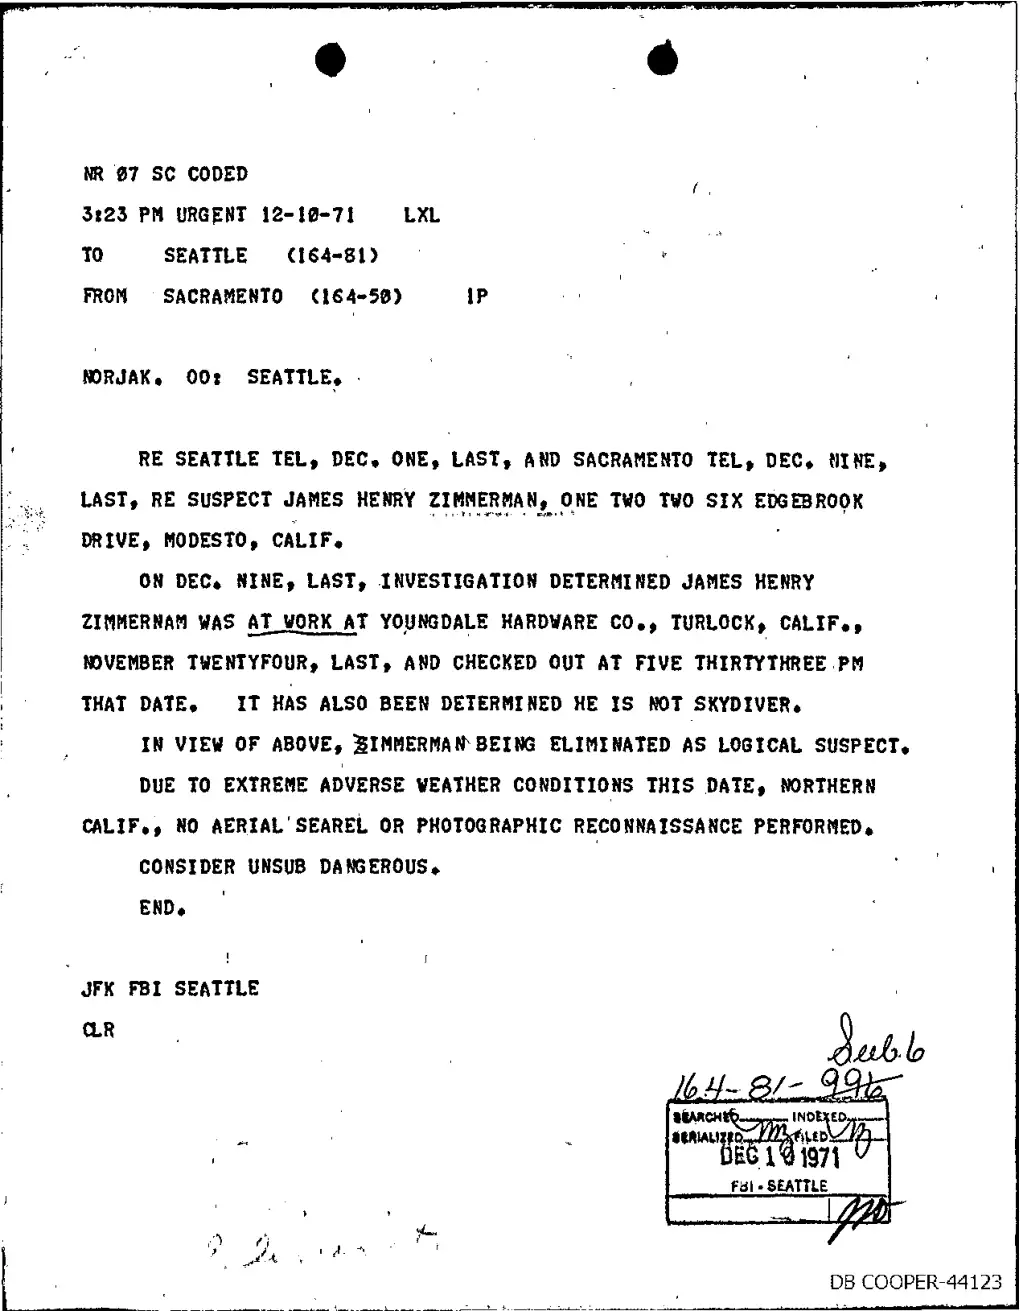 NR 07 SC CODED
3:23 PM URGENT 12-10-71 LXL
TO SEATTLE (164-81)
FROM SACRAMENTO (164-50) 1P
NORJAK. OO: SEATTLE.
RE SEATTLE TEL, DEC. ONE, LAST, AND SACRAMENTO TEL, DEC. NINE,
LAST, RE SUSPECT JAMES HENRY ZIMMERMAN, ONE TWO TWO SIX EDGEBROOK
DRIVE, MODESTO, CALIF.
ON DEC. NINE, LAST, INVESTIGATION DETERMINED JAMES HENRY
ZIMMERNAM WAS AT WORK AT YOUNGDALE HARDWARE CO., TURLOCK, CALIF.,
NOVEMBER TWENTYFOUR, LAST, AND CHECKED OUT AT FIVE THIRTYTHREE PM
THAT DATE. IT HAS ALSO BEEN DETERMINED HE IS NOT SKYDIVER.
IN VIEW OF ABOVE, ZIMMERMAN BEING ELIMINATED AS LOGICAL SUSPECT.
DUE TO EXTREME ADVERSE WEATHER CONDITIONS THIS DATE, NORTHERN
CALIF., NO AERIAL SEAREL OR PHOTOGRAPHIC RECONNAISSANCE PERFORMED.
CONSIDER UNSUB DANGEROUS.
END.
JFK FBI SEATTLE
CLR
Sub 6
164-81-996
SEARCHED INDEXED
SERIALIZED FILED
DEC 10 1971
FBI - SEATTLE
DB COOPER-44123